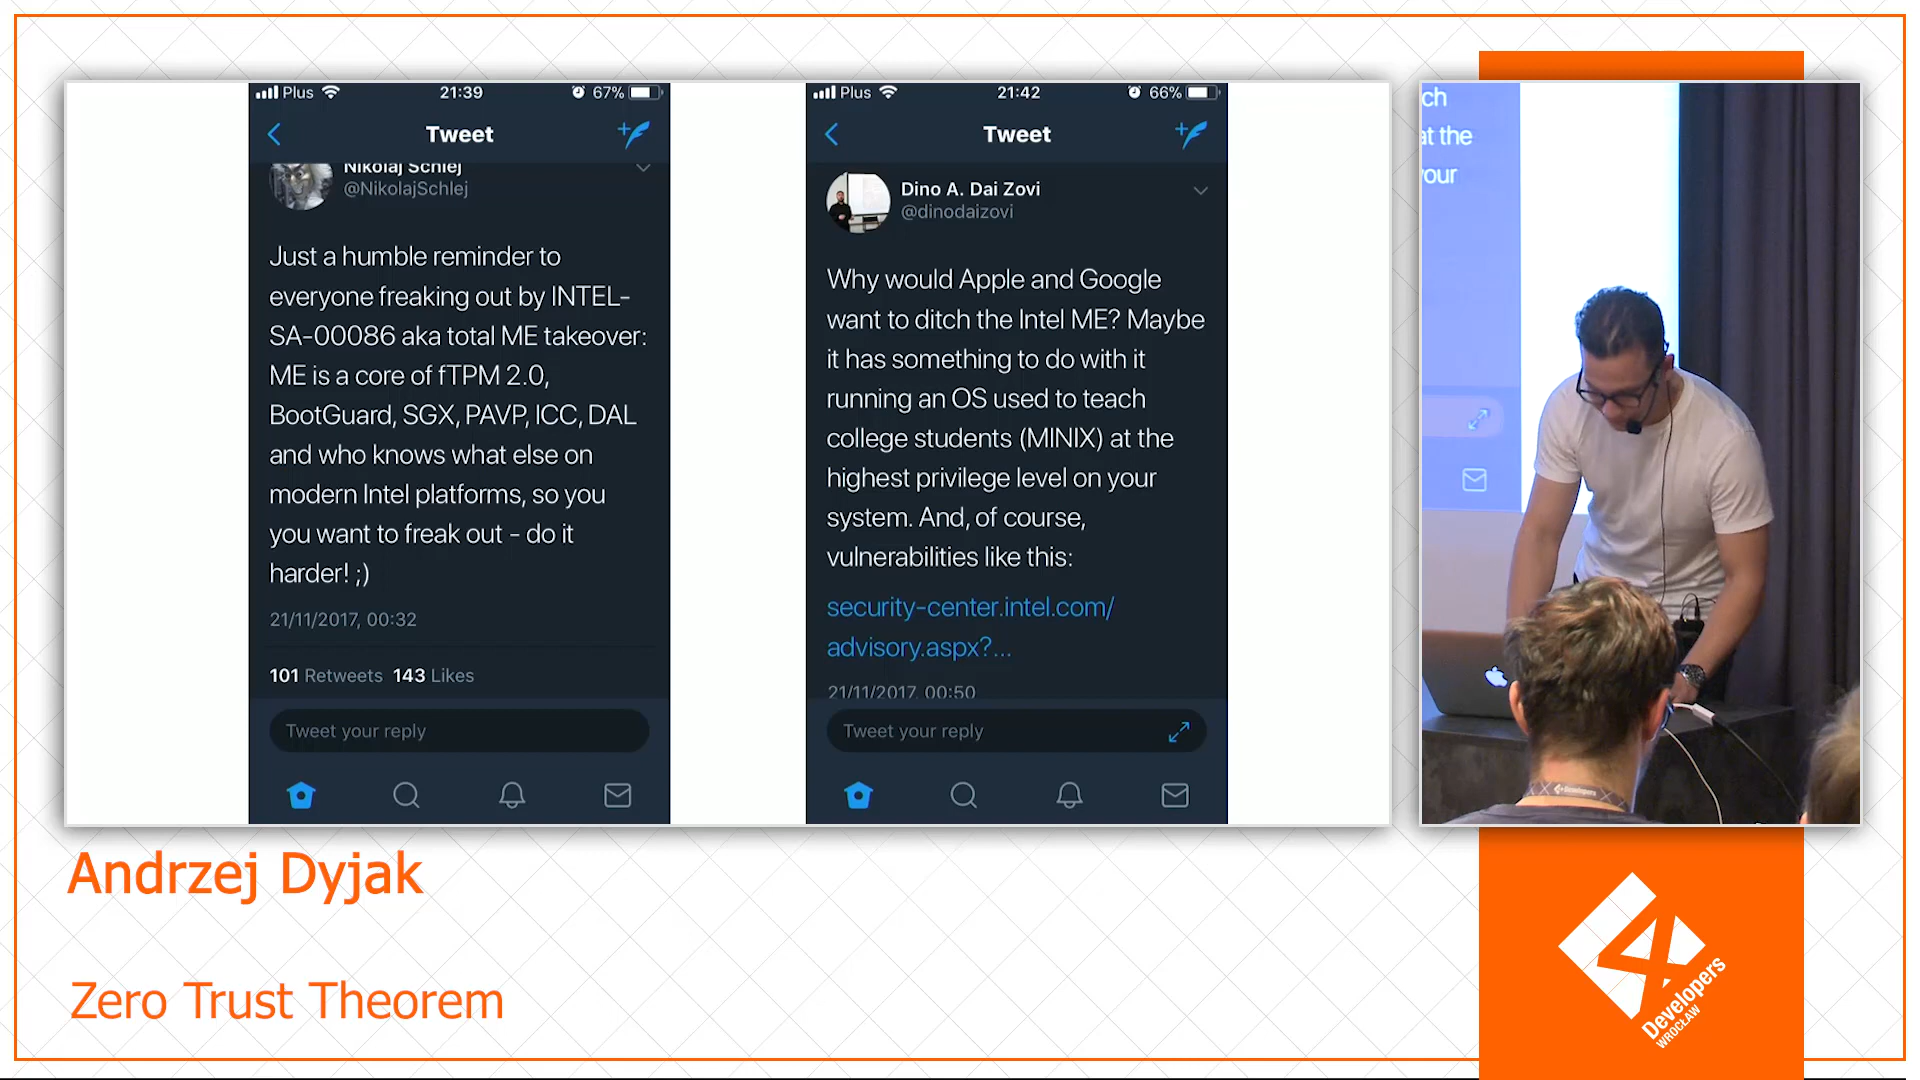 Plus
21:39
67%
Tweet
Nikolaj Schlej
@NikolajSchlej
Just a humble reminder to
everyone freaking out by INTEL-
SA-00086 aka total ME takeover:
ME is a core of fTPM 2.0,
BootGuard, SGX, PAVP, ICC, DAL
and who knows what else on
modern Intel platforms, so you
you want to freak out - do it
harder! ;)
21/11/2017, 00:32
101 Retweets 143 Likes
Tweet your reply
Plus
21:42
66%
Tweet
Dino A. Dai Zovi
@dinodaizovi
Why would Apple and Google
want to ditch the Intel ME? Maybe
it has something to do with it
running an OS used to teach
college students (MINIX) at the
highest privilege level on your
system. And, of course,
vulnerabilities like this:
security-center.intel.com/
advisory.aspx?...
21/11/2017, 00:50
Tweet your reply
ch
at the
your
Developers
Andrzej Dyjak
Zero Trust Theorem
4
Developers
WROCŁAW